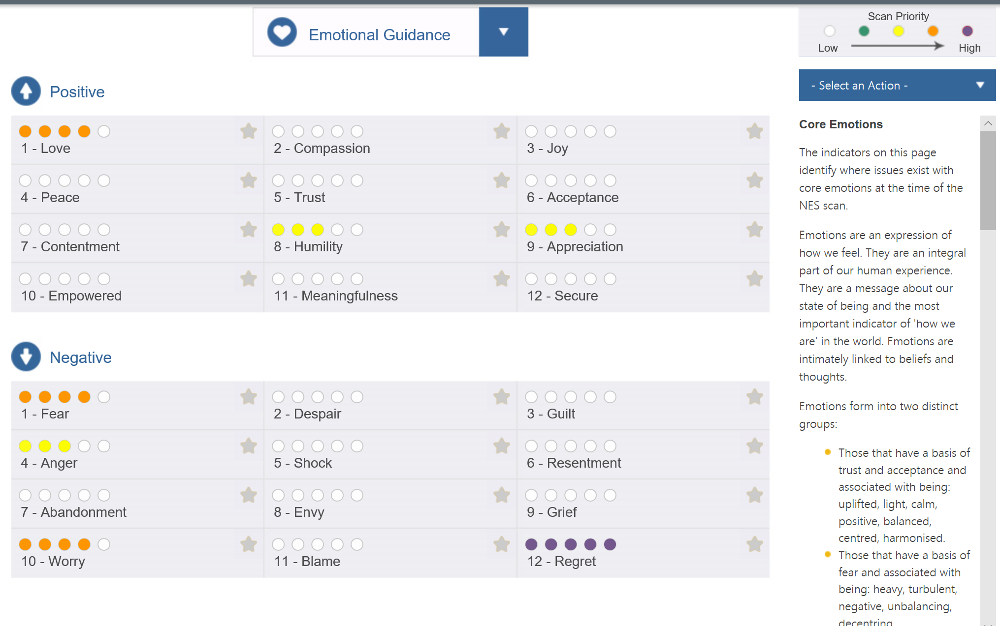 Emotional Guidance
Scan Priority
Low
High
- Select an Action -
Positive
1 - Love
2 - Compassion
3 - Joy
4 - Peace
5 - Trust
6 - Acceptance
7 - Contentment
8 - Humility
9 - Appreciation
10 - Empowered
11 - Meaningfulness
12 - Secure
Negative
1 - Fear
2 - Despair
3 - Guilt
4 - Anger
5 - Shock
6 - Resentment
7 - Abandonment
8 - Envy
9 - Grief
10 - Worry
11 - Blame
12 - Regret
Core Emotions
The indicators on this page
identify where issues exist with
core emotions at the time of the
NES scan.
Emotions are an expression of
how we feel. They are an integral
part of our human experience.
They are a message about our
state of being and the most
important indicator of 'how we
are' in the world. Emotions are
intimately linked to beliefs and
thoughts.
Emotions form into two distinct
groups:
Those that have a basis of
trust and acceptance and
associated with being:
uplifted, light, calm,
positive, balanced,
centred, harmonised.
Those that have a basis of
fear and associated with
being: heavy, turbulent,
negative, unbalancing,
decentring